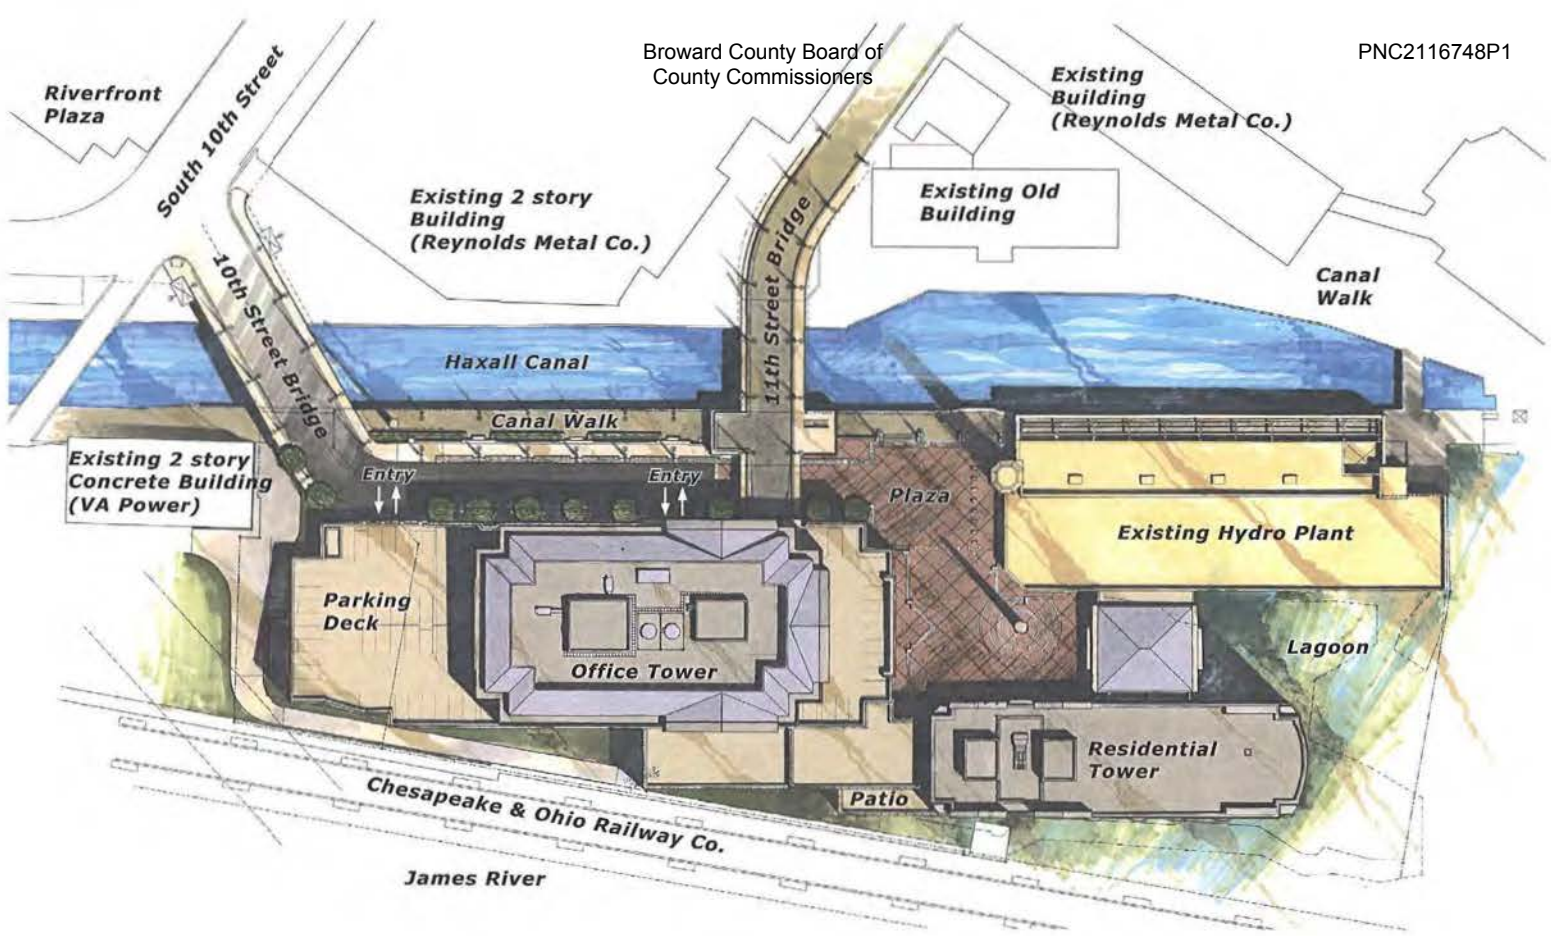 Broward County Board of
County Commissioners
PNC2116748P1
Riverfront
Plaza
South 10th Street
Existing
Building
(Reynolds Metal Co.)
Existing 2 story
Building
(Reynolds Metal Co.)
Existing Old
Building
11th Street Bridge
10th Street Bridge
Canal
Walk
Haxall Canal
Canal Walk
Existing 2 story
Concrete Building
(VA Power)
Entry
Entry
Plaza
Existing Hydro Plant
Parking
Deck
Office Tower
Lagoon
Residential
Tower
Patio
Chesapeake & Ohio Railway Co.
James River